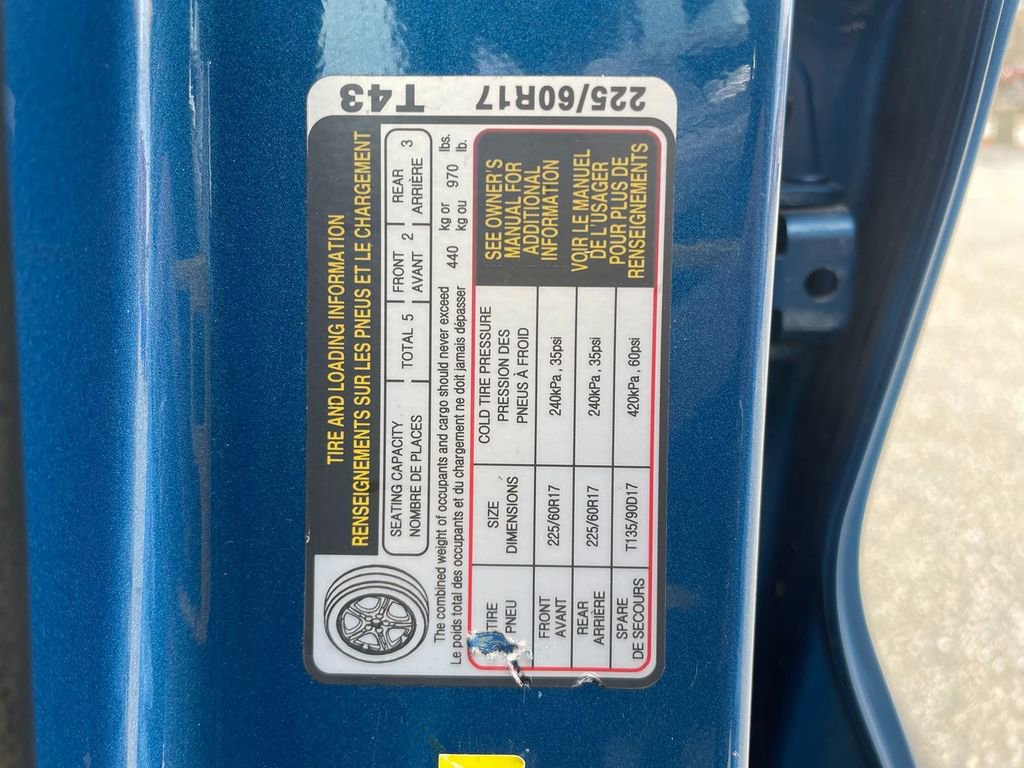 TIRE AND LOADING INFORMATION
RENSEIGNEMENTS SUR LES PNEUS ET LE CHARGEMENT
SEATING CAPACITY
NOMBRE DE PLACES
TOTAL 5
FRONT
AVANT 2
REAR
ARRIÈRE 3
The combined weight of occupants and cargo should never exceed 440 kg or 970 lbs.
Le poids total des occupants et du chargement ne doit jamais dépasser kg ou lb.
TIRE
PNEU
SIZE
DIMENSIONS
COLD TIRE PRESSURE
PRESSION DES
PNEUS À FROID
FRONT
AVANT
225/60R17
240kPa, 35psi
REAR
ARRIÈRE
225/60R17
240kPa, 35psi
SPARE
DE SECOURS
T135/90D17
420kPa, 60psi
SEE OWNER'S
MANUAL FOR
ADDITIONAL
INFORMATION
VOIR LE MANUEL
DE L'USAGER
POUR PLUS DE
RENSEIGNEMENTS
225/60R17 T43